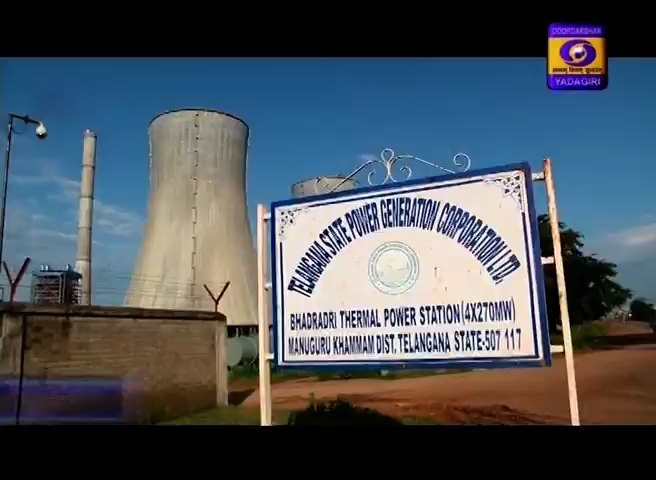 DOORDARSHAN
YADAGIRI
TELANGANA STATE POWER GENERATION CORPORATION LTD.
BHADRADRI THERMAL POWER STATION(4X270MW)
MANUGURU KHAMMAM DIST. TELANGANA STATE-507 117